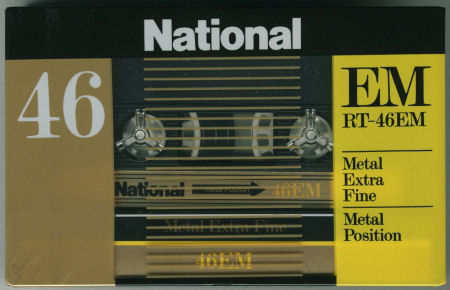 National
46
EM
RT-46EM
Metal
Extra
Fine
Metal
Position
National
46EM
Metal Extra Fine
46EM